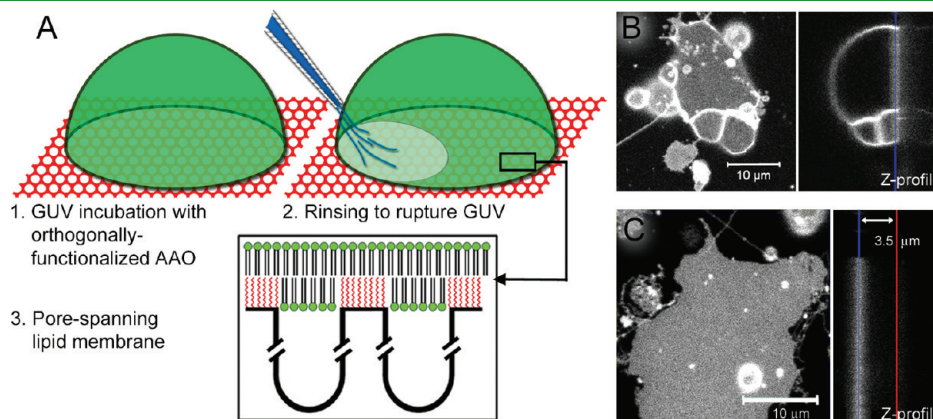 A
1. GUV incubation with
orthogonally-
functionalized AAO
2. Rinsing to rupture GUV
3. Pore-spanning
lipid membrane
B
10 µm
Z-profil
C
3.5 µm
10 µm
Z-profil